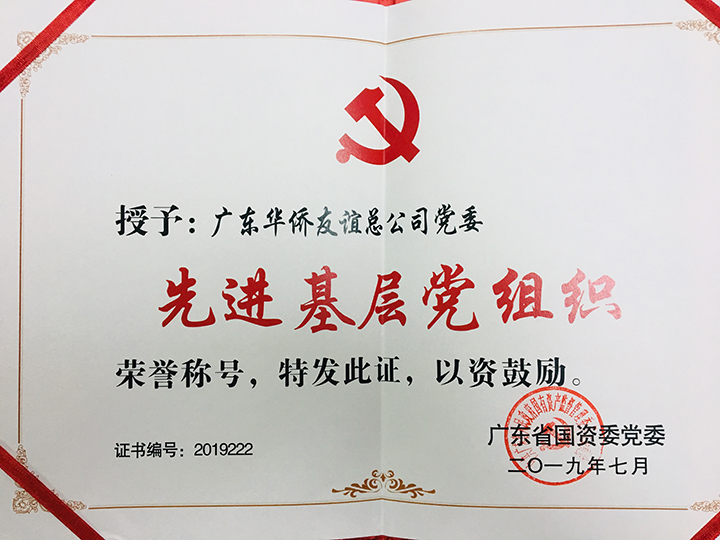 授予：广东华侨友谊总公司党委
先进基层党组织
荣誉称号，特发此证，以资鼓励。
广东省国资委党委
证书编号：2019222
二〇一九年七月